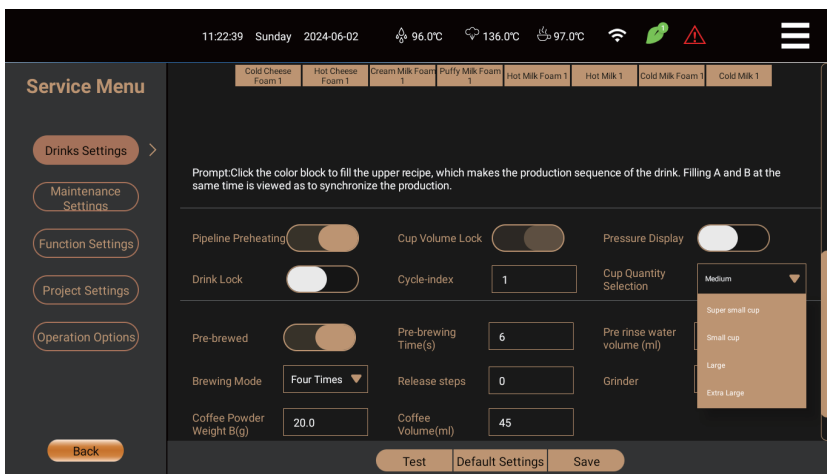 11:22:39 Sunday 2024-06-02 96.0℃ 136.0℃ 97.0℃ 1
Service Menu
Drinks Settings
Maintenance
Settings
Function Settings
Project Settings
Operation Options
Back
Cold Cheese
Foam 1
Hot Cheese
Foam 1
Cream Milk Foam
1
Puffy Milk Foam
1
Hot Milk Foam 1
Hot Milk 1
Cold Milk Foam 1
Cold Milk 1
Prompt:Click the color block to fill the upper recipe, which makes the production sequence of the drink. Filling A and B at the
same time is viewed as to synchronize the production.
Pipeline Preheating
Cup Volume Lock
Pressure Display
Drink Lock
Cycle-index
1
Cup Quantity
Selection
Medium
Super small cup
Small cup
Large
Extra Large
Pre-brewed
Pre-brewing
Time(s)
6
Pre rinse water
volume (ml)
Brewing Mode
Four Times
Release steps
0
Grinder
Coffee Powder
Weight B(g)
20.0
Coffee
Volume(ml)
45
Test
Default Settings
Save